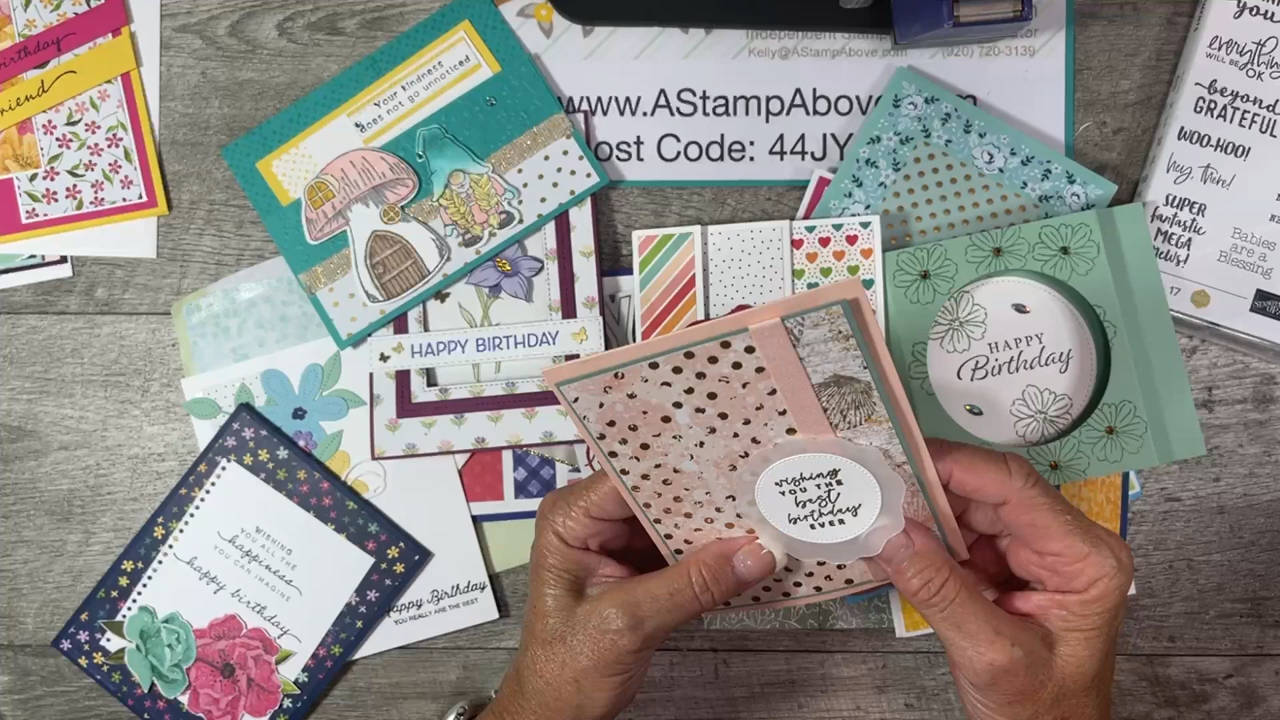 birthday
friend
Your kindness
does not go unnoticed
Independent Stamp
Kelly@AStampAbove.com (920) 720-3139
www.AStampAbove.com
Host Code: 44JY
you
everything
WILL BE OK
beyond
GRATEFUL
WOO-HOO!
hey, there!
SUPER
fantastic
MEGA
news!
Babies
are a
Blessing
17
HAPPY BIRTHDAY
HAPPY
Birthday
wishing
YOU THE
best
birthday
EVER
WISHING
YOU ALL THE
happiness
YOU CAN IMAGINE
happy birthday
Happy Birthday
YOU REALLY ARE THE BEST